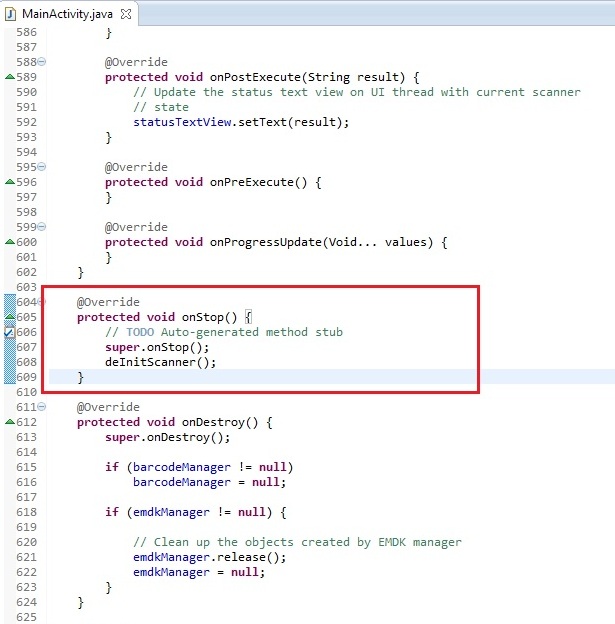 MainActivity.java
586         }
587
588         @Override
589         protected void onPostExecute(String result) {
590             // Update the status text view on UI thread with current scanner
591             // state
592             statusTextView.setText(result);
593         }
594
595         @Override
596         protected void onPreExecute() {
597         }
598
599         @Override
600         protected void onProgressUpdate(Void... values) {
601         }
602     }
603
604     @Override
605     protected void onStop() {
606         // TODO Auto-generated method stub
607         super.onStop();
608         deInitScanner();
609     }
610
611     @Override
612     protected void onDestroy() {
613         super.onDestroy();
614
615         if (barcodeManager != null)
616             barcodeManager = null;
617
618         if (emdkManager != null) {
619
620             // Clean up the objects created by EMDK manager
621             emdkManager.release();
622             emdkManager = null;
623         }
624     }
625